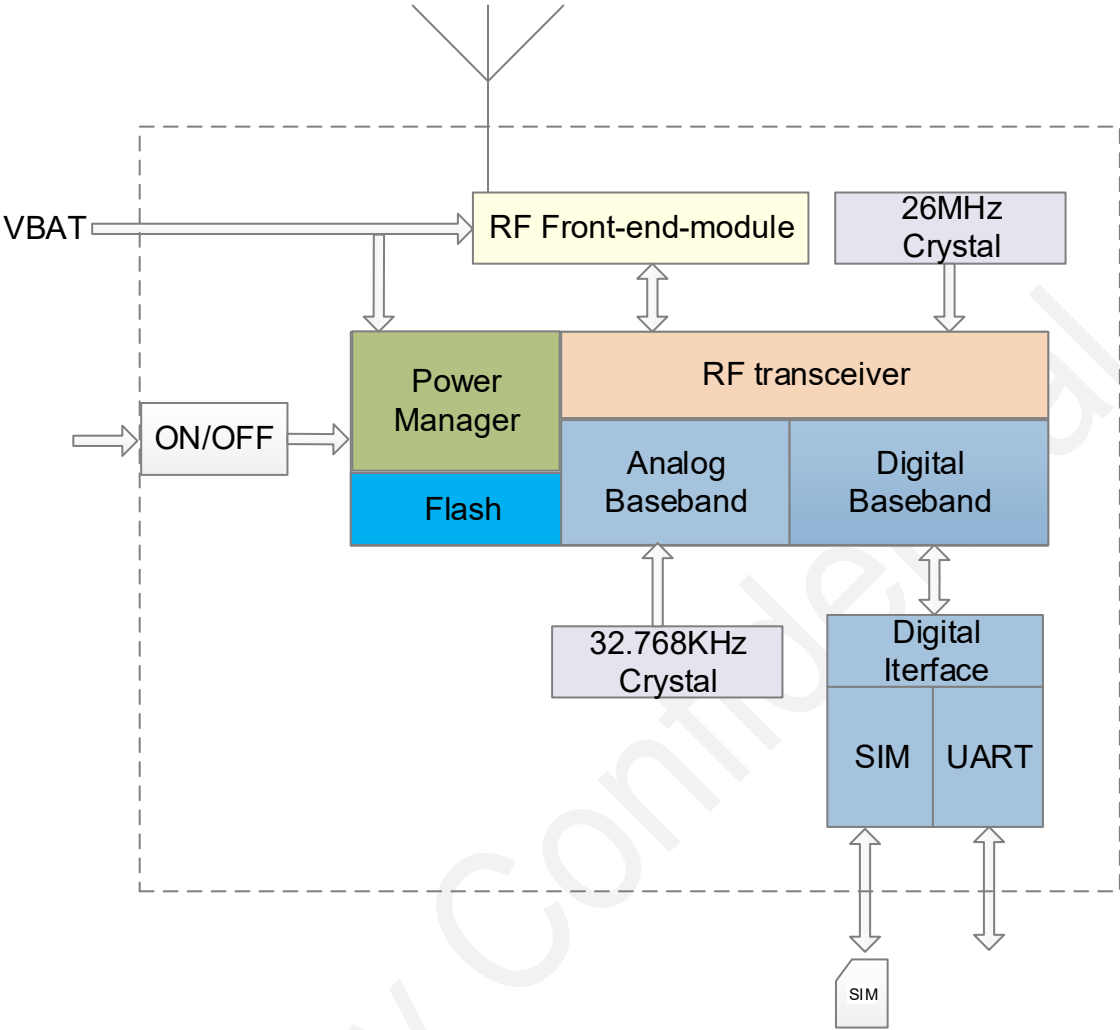 VBAT
RF Front-end-module
26MHz
Crystal
Power
Manager
RF transceiver
ON/OFF
Analog
Baseband
Digital
Baseband
Flash
32.768KHz
Crystal
Digital
Iterface
SIM
UART
SIM